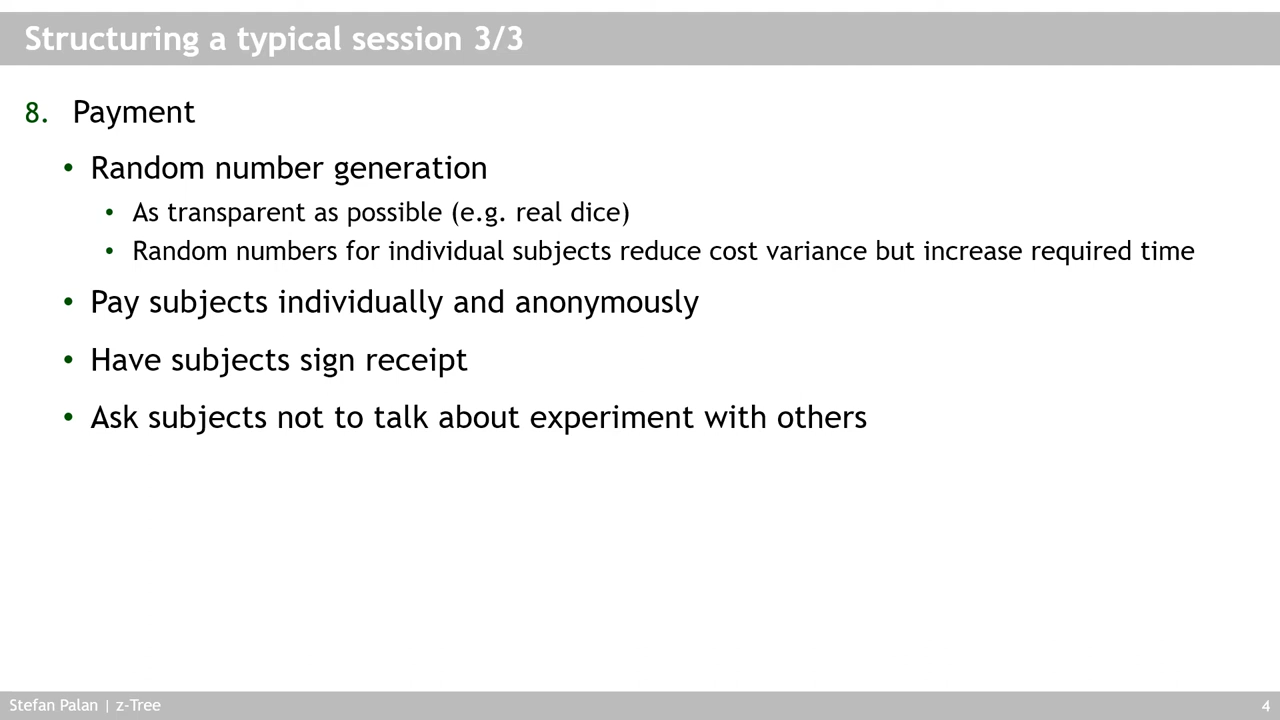 Structuring a typical session 3/3
8. Payment
• Random number generation
• As transparent as possible (e.g. real dice)
• Random numbers for individual subjects reduce cost variance but increase required time
• Pay subjects individually and anonymously
• Have subjects sign receipt
• Ask subjects not to talk about experiment with others
Stefan Palan | z-Tree
4